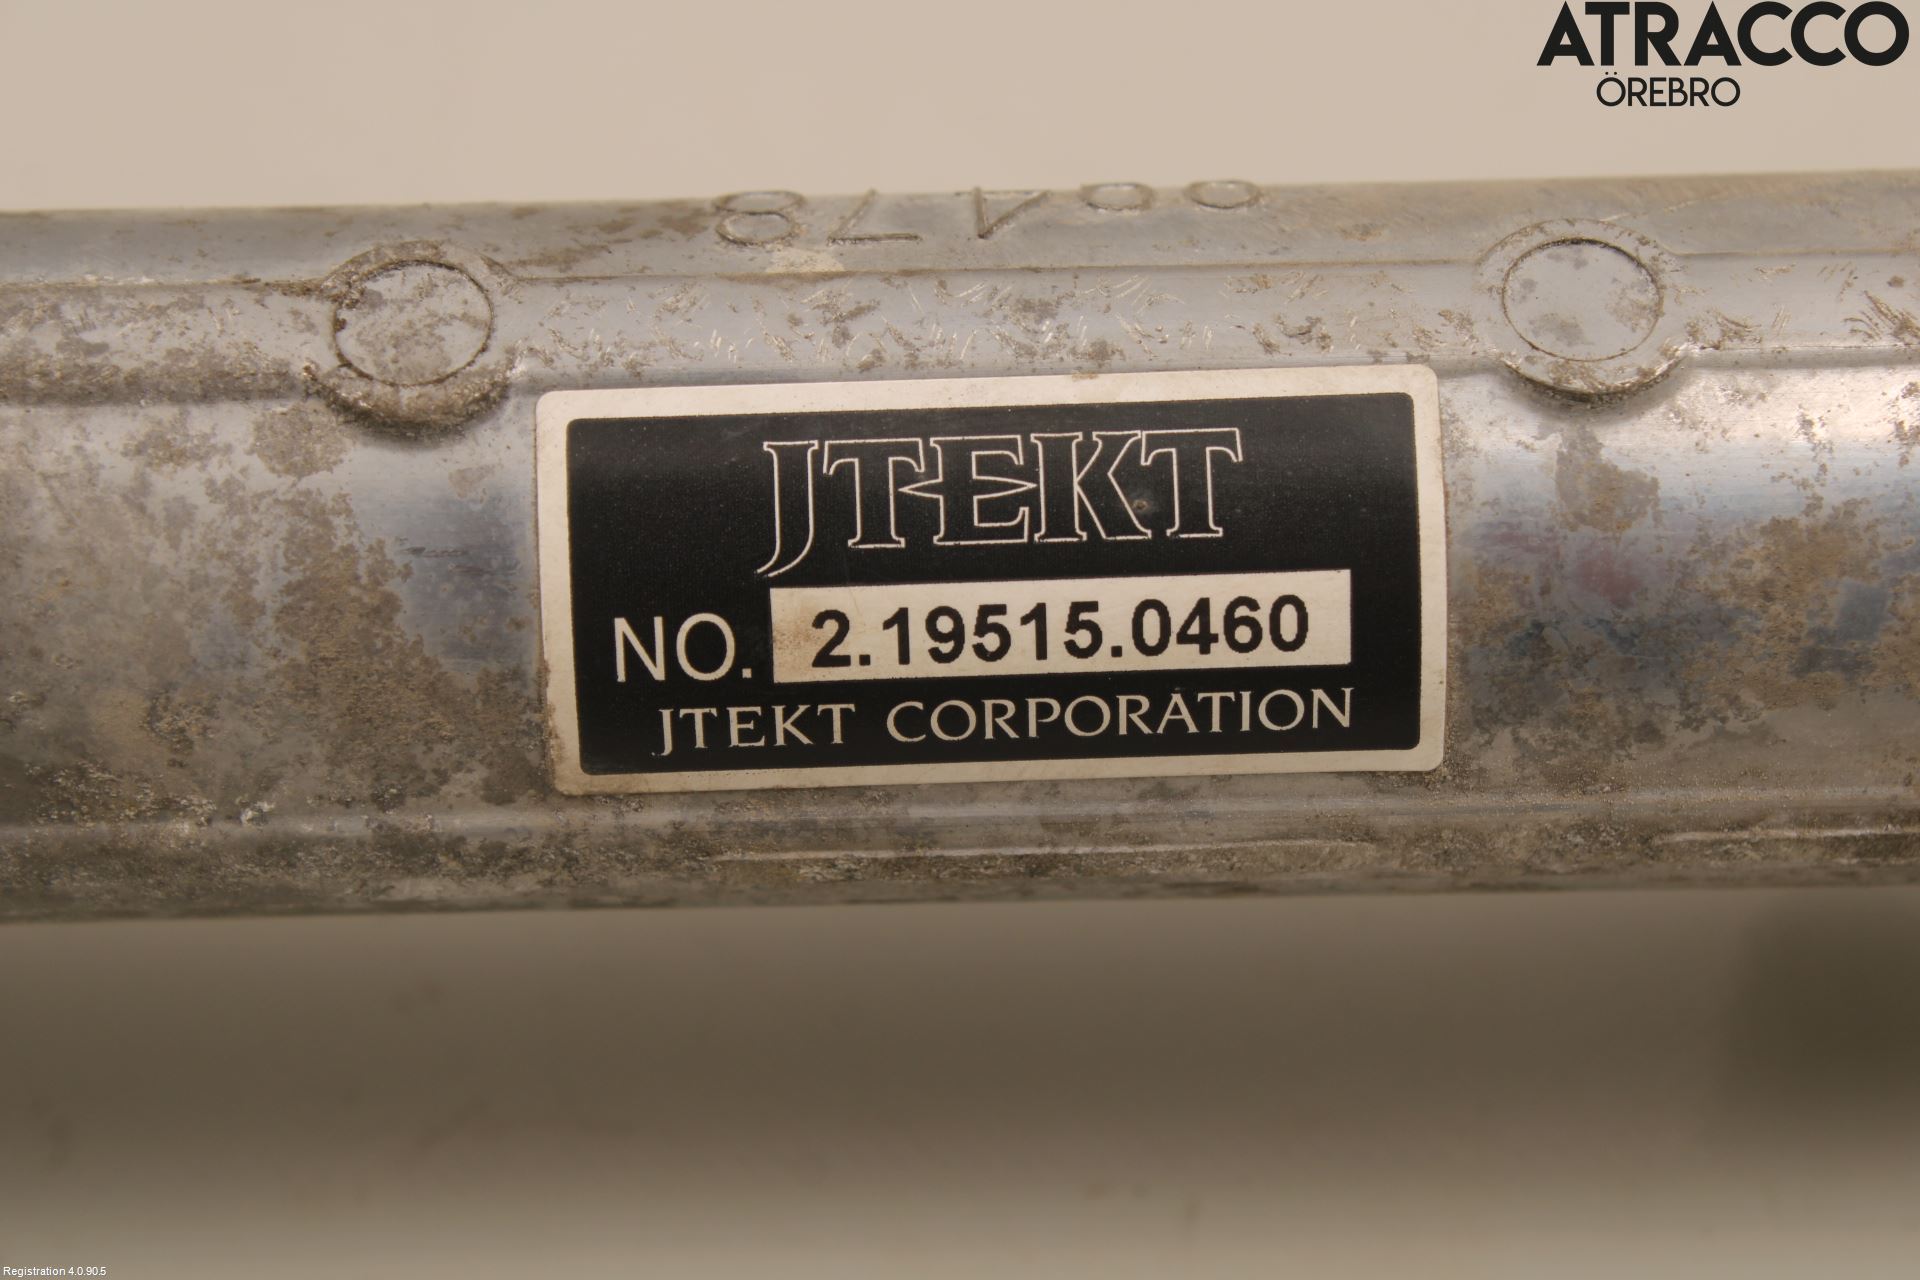 ATRACCO
ÖREBRO
JTEKT
NO. 2.19515.0460
JTEKT CORPORATION
Registration 4.0.90.5